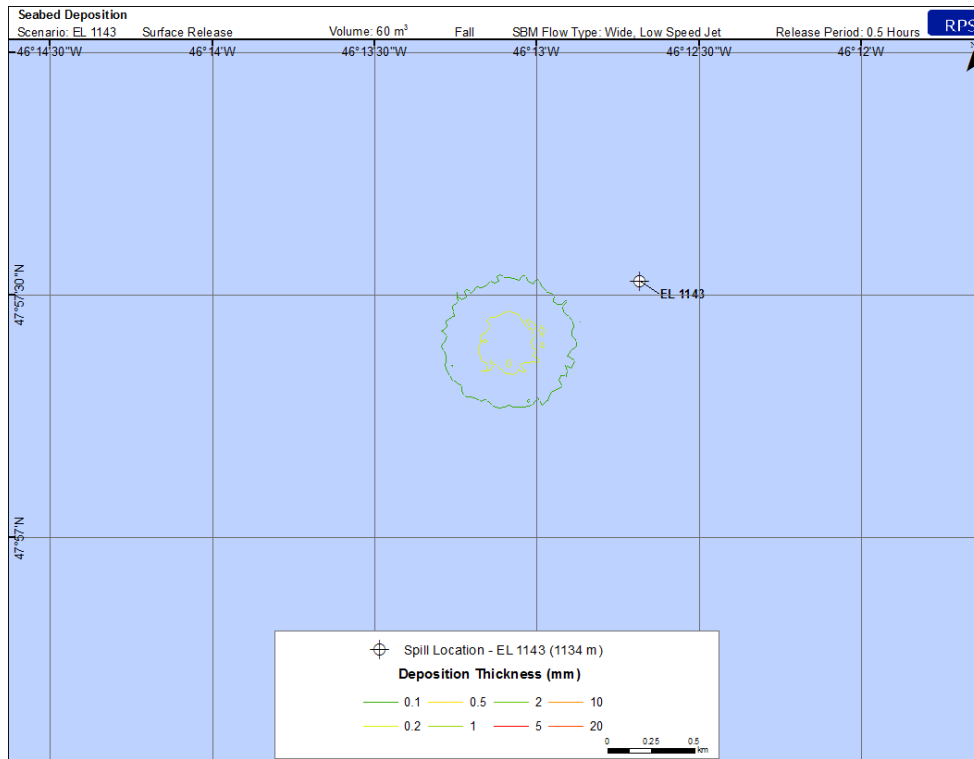 Seabed Deposition
Scenario: EL 1143 Surface Release Volume: 60 m³ Fall SBM Flow Type: Wide, Low Speed Jet Release Period: 0.5 Hours
RPS
46°14'30"W 46°14'W 46°13'30"W 46°13'W 46°12'30"W 46°12'W
47°57'30"N
EL 1143
47°57'N
Spill Location - EL 1143 (1134 m)
Deposition Thickness (mm)
0.1 0.5 2 10
0.2 1 5 20
0 0.25 0.5
km